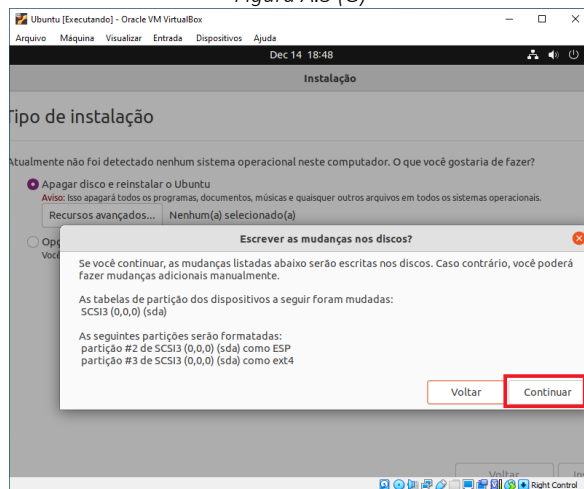 Ubuntu [Executando] - Oracle VM VirtualBox
Arquivo Máquina Visualizar Entrada Dispositivos Ajuda
Dec 14 18:48
Instalação
Tipo de instalação
Atualmente não foi detectado nenhum sistema operacional neste computador. O que você gostaria de fazer?
Apagar disco e reinstalar o Ubuntu
Aviso: Isso apagará todos os programas, documentos, músicas e quaisquer outros arquivos em todos os sistemas operacionais.
Recursos avançados... Nenhum(a) selecionado(a)
Escrever as mudanças nos discos?
Se você continuar, as mudanças listadas abaixo serão escritas nos discos. Caso contrário, você poderá
fazer mudanças adicionais manualmente.
As tabelas de partição dos dispositivos a seguir foram mudadas:
SCSI3 (0,0,0) (sda)
As seguintes partições serão formatadas:
partição #2 de SCSI3 (0,0,0) (sda) como ESP
partição #3 de SCSI3 (0,0,0) (sda) como ext4
Voltar Continuar
Voltar
Right Control